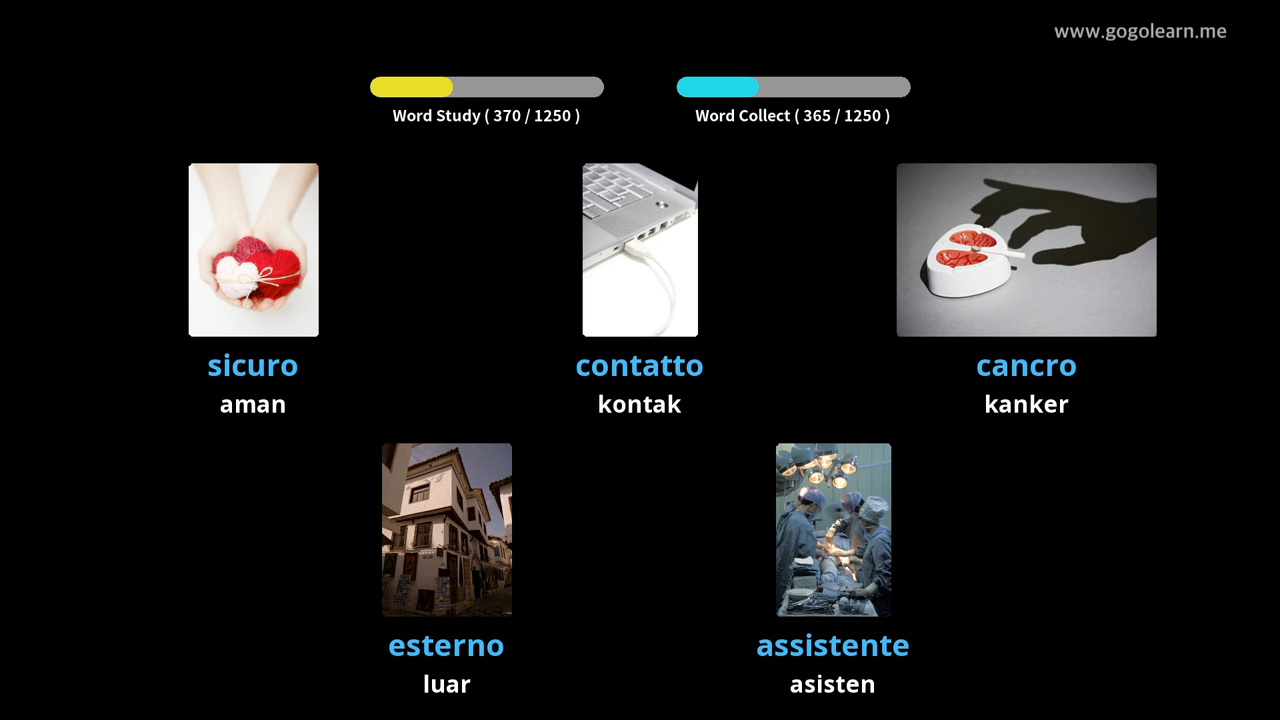 www.gogolearn.me
Word Study ( 370 / 1250 )
Word Collect ( 365 / 1250 )
sicuro
aman
contatto
kontak
cancro
kanker
esterno
luar
assistente
asisten